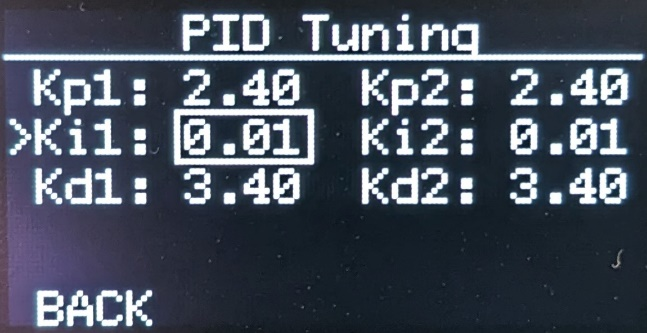 PID Tuning
Kp1: 2.40 Kp2: 2.40
>Ki1: 0.01 Ki2: 0.01
Kd1: 3.40 Kd2: 3.40
BACK